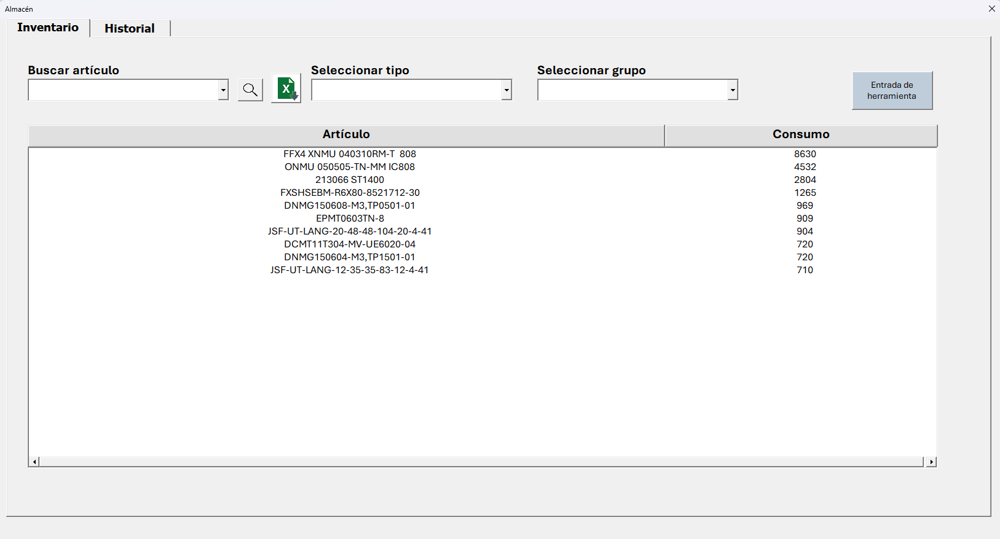 Almacén
Inventario Historial
Buscar artículo Seleccionar tipo Seleccionar grupo
X
Entrada de
herramienta
Artículo Consumo
FFX4 XNMU 040310RM-T  808 8630
ONMU 050505-TN-MM IC808 4532
213066 ST1400 2804
FXSHSEBM-R6X80-8521712-30 1265
DNMG150608-M3,TP0501-01 969
EPMT0603TN-8 909
JSF-UT-LANG-20-48-48-104-20-4-41 904
DCMT11T304-MV-UE6020-04 720
DNMG150604-M3,TP1501-01 720
JSF-UT-LANG-12-35-35-83-12-4-41 710